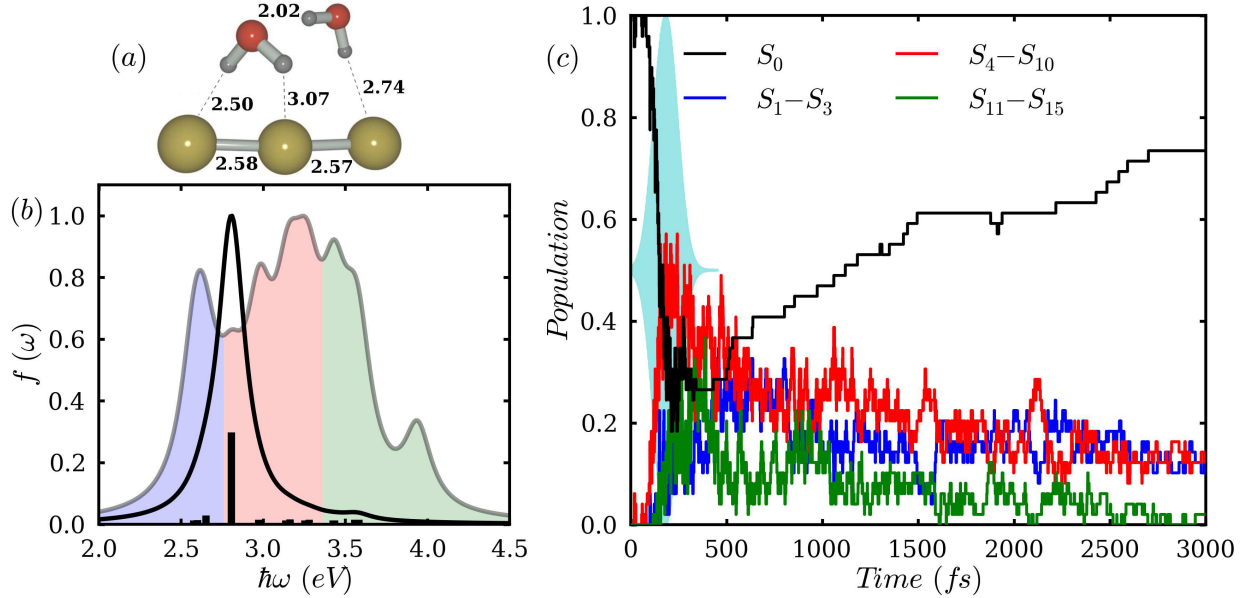 (a)
2.02
2.50
3.07
2.74
2.58
2.57
(b)
f (ω)
1.0
0.8
0.6
0.4
0.2
0.0
2.0 2.5 3.0 3.5 4.0 4.5
ħω (eV)
(c)
Population
1.0
0.8
0.6
0.4
0.2
0.0
S₀
S₁−S₃
S₄−S₁₀
S₁₁−S₁₅
0 500 1000 1500 2000 2500 3000
Time (fs)